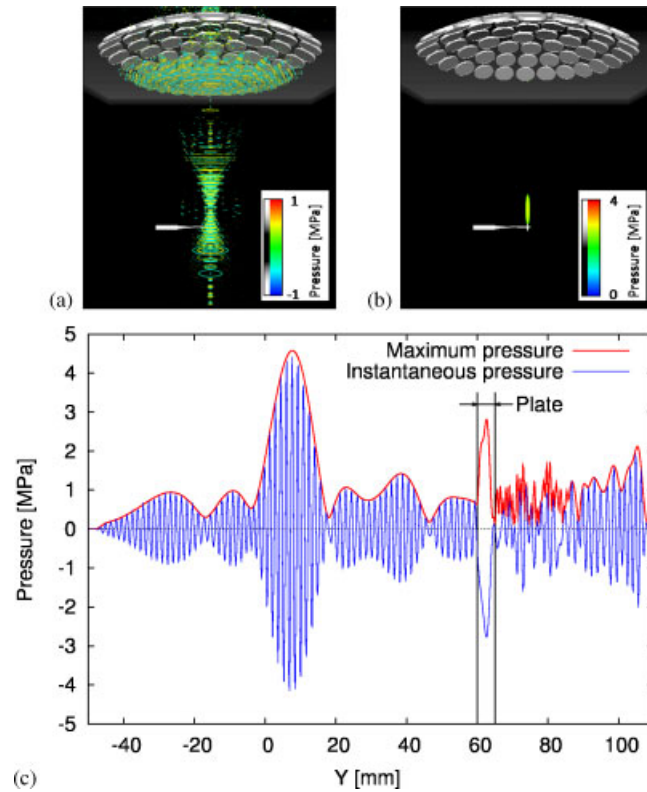 1
Pressure [MPa]
-1
(a)
4
Pressure [MPa]
0
(b)
5
4
3
2
1
0
-1
-2
-3
-4
-5
Pressure [MPa]
Maximum pressure
Instantaneous pressure
Plate
-40 -20 0 20 40 60 80 100
(c)
Y [mm]